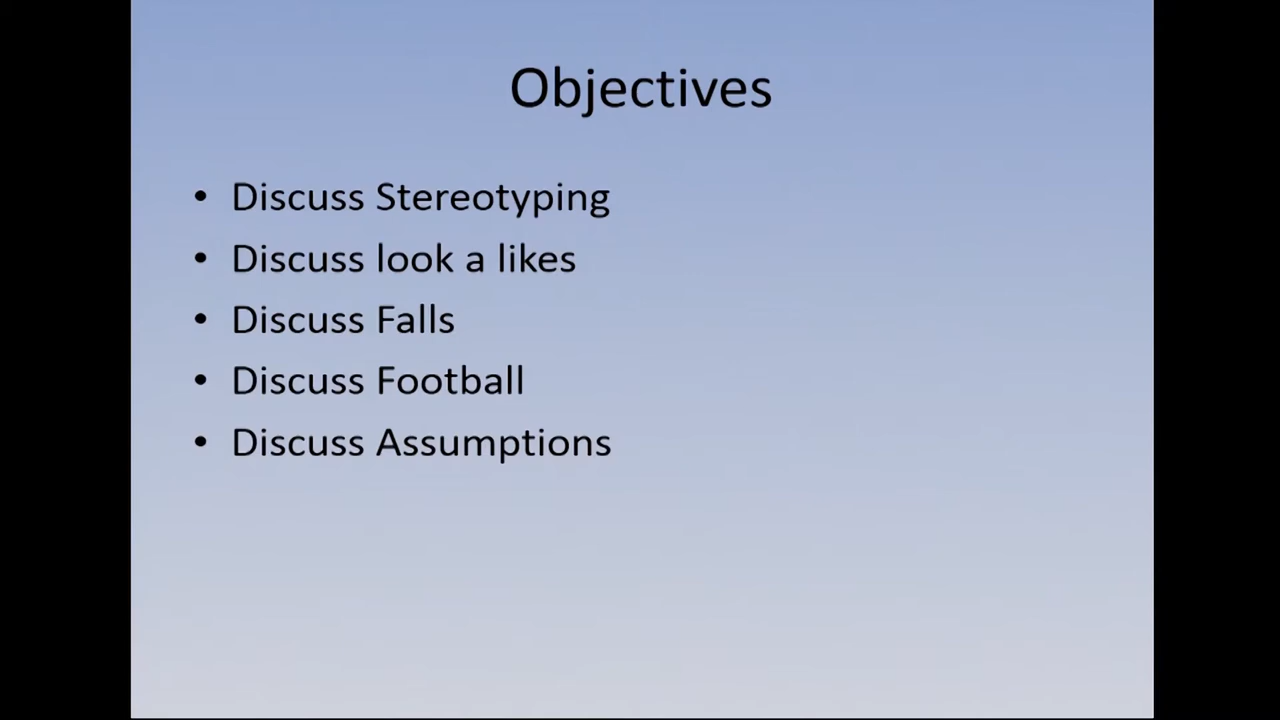 Objectives
• Discuss Stereotyping
• Discuss look a likes
• Discuss Falls
• Discuss Football
• Discuss Assumptions